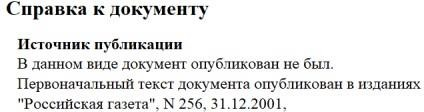 Справка к документу
Источник публикации
В данном виде документ опубликован не был.
Первоначальный текст документа опубликован в изданиях
"Российская газета", N 256, 31.12.2001,